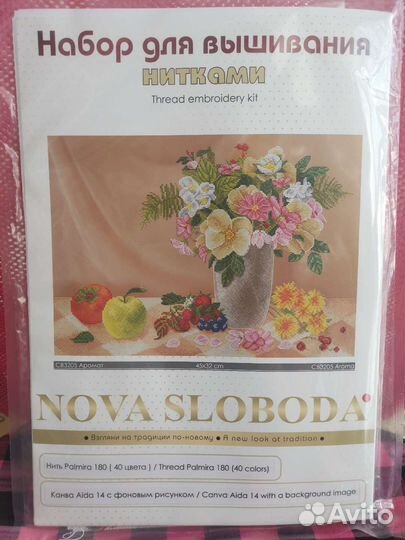 Набор для вышивания
нитками
Thread embroidery kit
СВ3205 Аромат 45x32 cm CB3205 Aroma
NOVA SLOBODA
• Взгляни на традиции по-новому • A new look at tradition •
Нить Palmira 180 ( 40 цвета ) / Thread Palmira 180 (40 colors)
Канва Aida 14 с фоновым рисунком / Canva Aida 14 with a background image
Avito